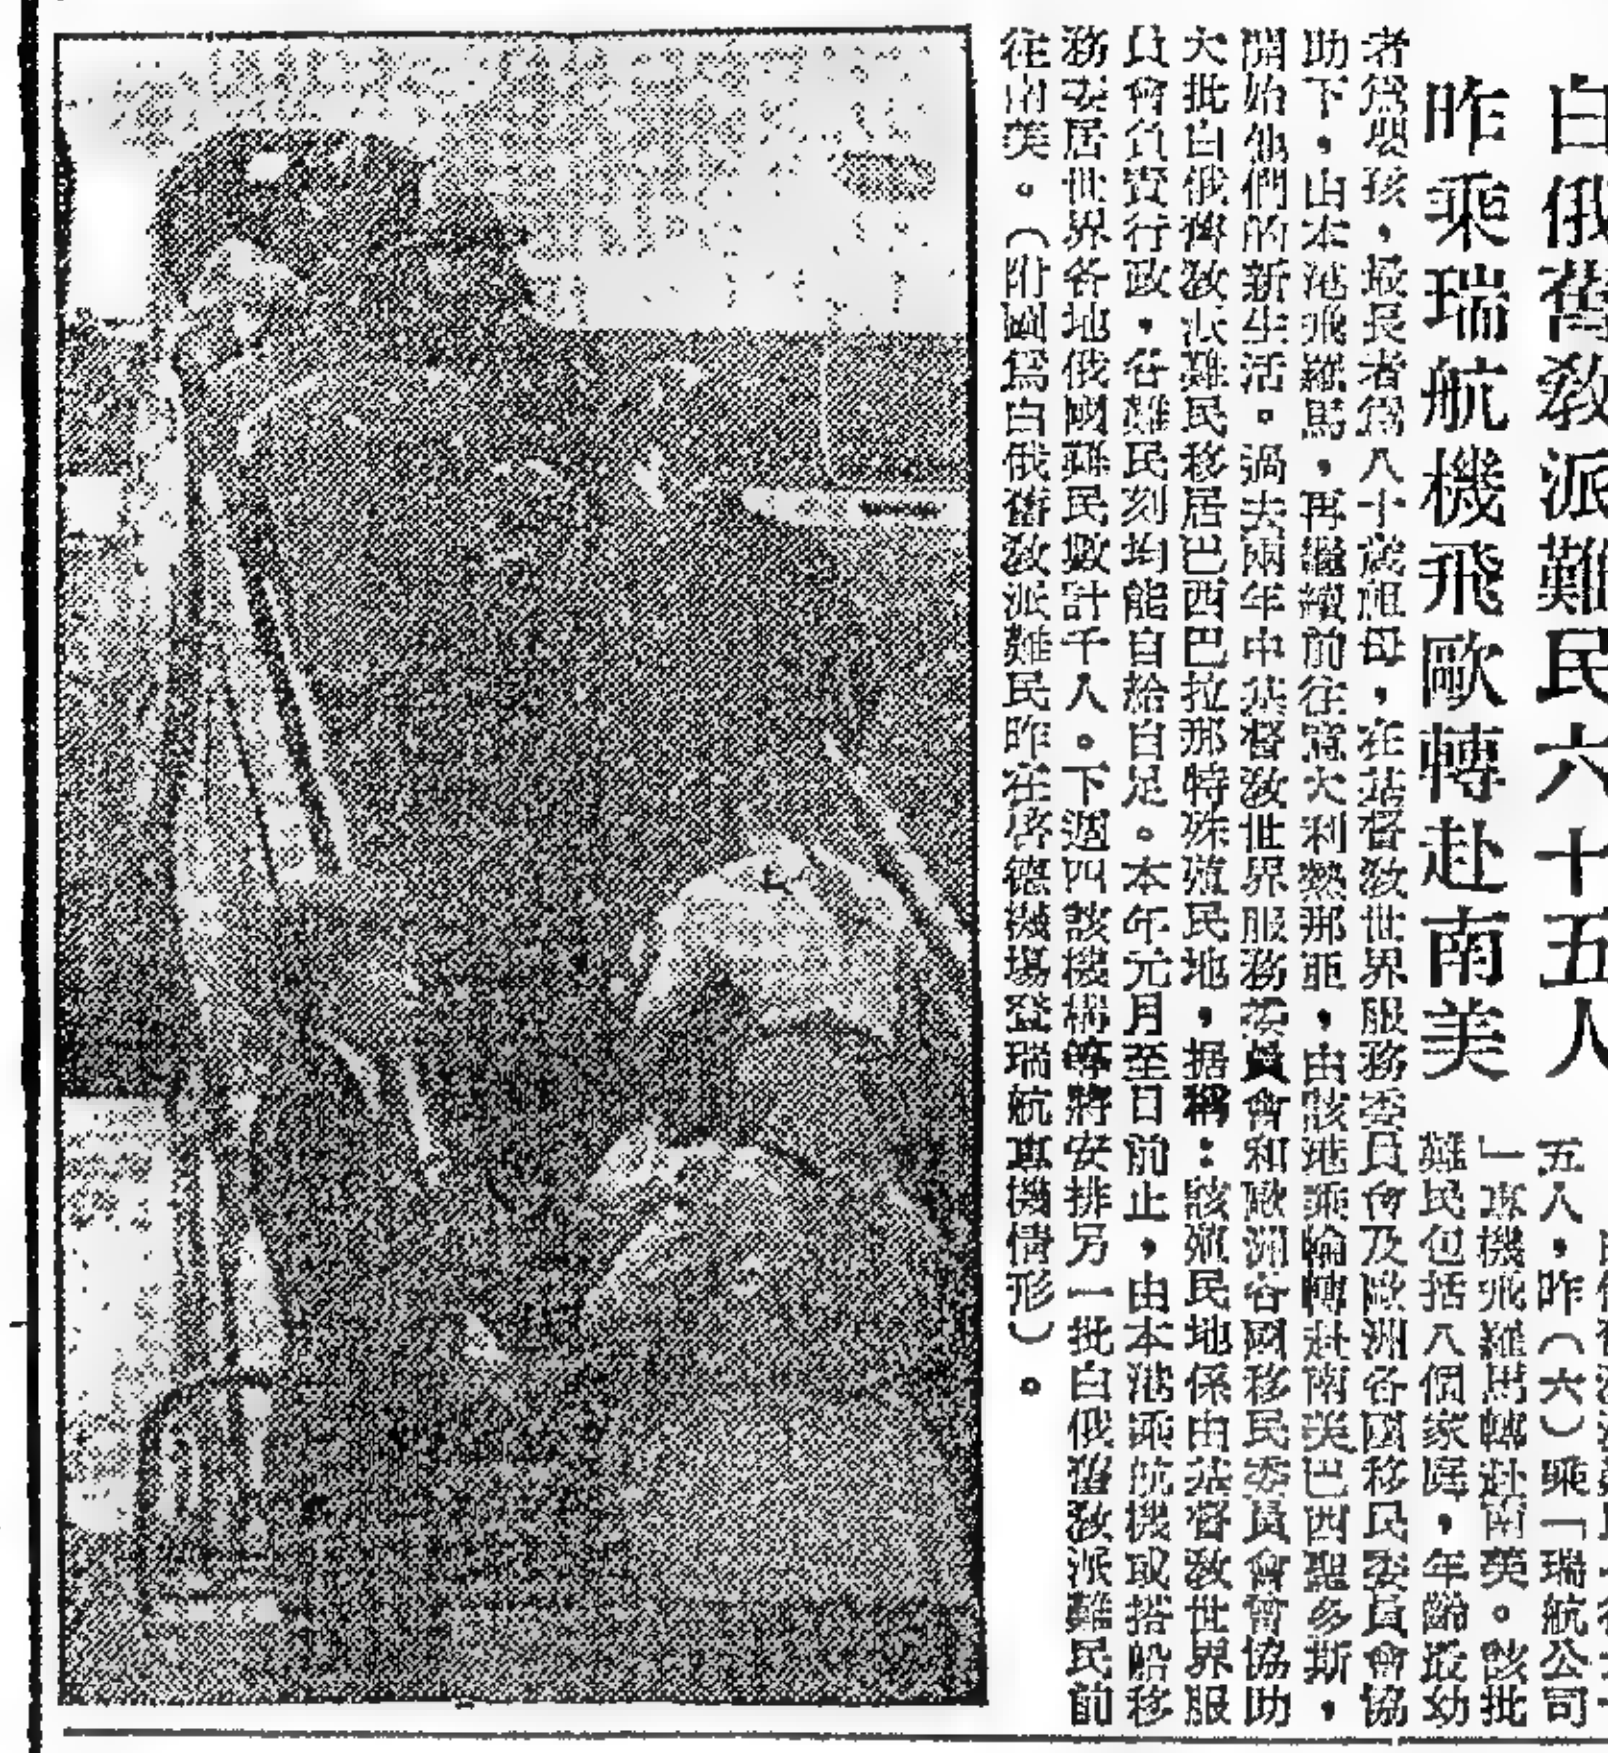 白俄舊教派難民六十五人
昨乘瑞航機飛歐轉赴南美
五人，昨（六）乘「瑞航公司
」專機飛羅馬轉赴南美。該批
難民包括八個家庭，年齡最幼
者爲嬰孩，最長者爲八十歲祖母，在基督教世界服務委員會及歐洲各國移民委員會協
助下，由本港飛羅馬，再繼續前往意大利熱那亞，由該港乘輪轉赴南美巴西聖多斯，
開始他們的新生活。過去兩年中基督教世界服務委員會和歐洲各國移民委員會曾協助
大批白俄舊教派難民移居巴西巴拉那特殊殖民地，据稱：該殖民地係由基督教世界服
員會負責行政，各難民刻均能自給自足。本年元月至日前止，由本港乘航機或搭船移
務委居世界各地俄國難民數計千人。下週四該機構等將安排另一批白俄舊教派難民前
往南美。（附圖爲白俄舊教派難民昨在啓德機場登瑞航專機情形）。